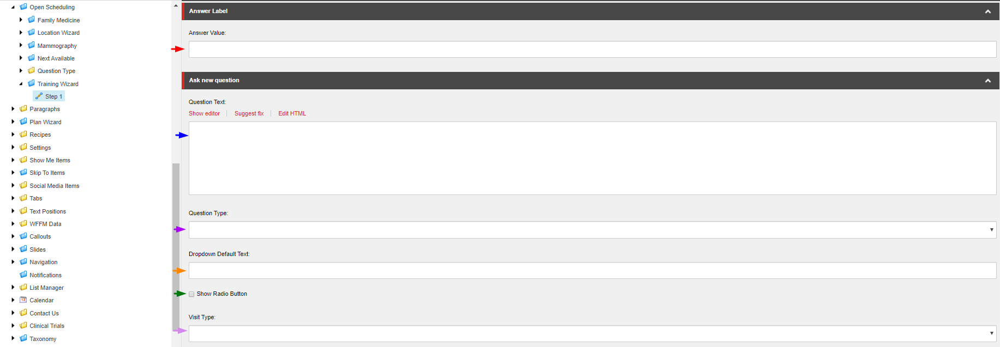 Open Scheduling
Family Medicine
Location Wizard
Mammography
Next Available
Question Type
Training Wizard
Step 1
Paragraphs
Plan Wizard
Recipes
Settings
Show Me Items
Skip To Items
Social Media Items
Tabs
Text Positions
WFFM Data
Callouts
Slides
Navigation
Notifications
List Manager
Calendar
Contact Us
Clinical Trials
Taxonomy
Answer Label
Answer Value:
Ask new question
Question Text:
Show editor Suggest fix Edit HTML
Question Type:
Dropdown Default Text:
Show Radio Button
Visit Type: